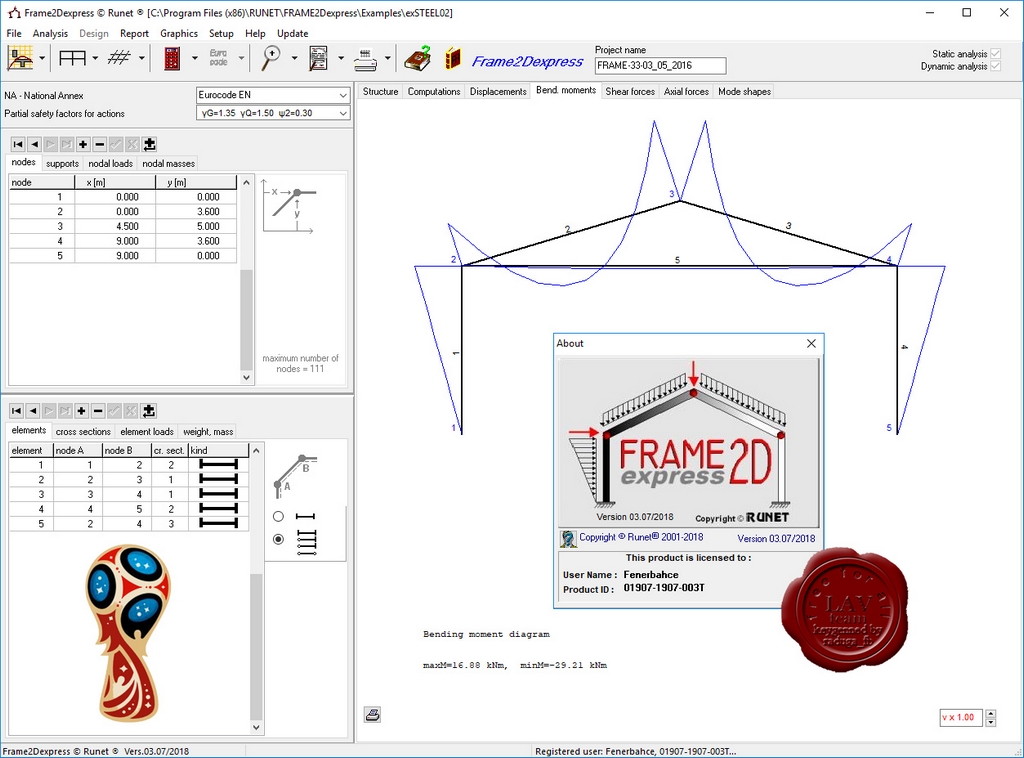 Frame2Dexpress © Runet ® [C:\Program Files (x86)\RUNET\FRAME2Dexpress\Examples\exSTEEL02]
File Analysis Design Report Graphics Setup Help Update
Euro code
Frame2Dexpress
Project name
FRAME-33-03_05_2016
Static analysis
Dynamic analysis
NA - National Annex
Eurocode EN
Partial safety factors for actions
γG=1.35 γQ=1.50 ψ2=0.30
Structure Computations Displacements Bend. moments Shear forces Axial forces Mode shapes
nodes supports nodal loads nodal masses
node x [m] y [m]
1 0.000 0.000
2 0.000 3.600
3 4.500 5.000
4 9.000 3.600
5 9.000 0.000
x
y
maximum number of
nodes = 111
elements cross sections element loads weight, mass
element node A node B cr. sect. kind
1 1 2 2
2 2 3 1
3 3 4 1
4 4 5 2
5 2 4 3
B
A
3
2
3
2
5
4
1
4
1
5
About
FRAME 2D
express
Version 03.07/2018 Copyright © RUNET
Copyright © Runet® 2001-2018 Version 03.07/2018
This product is licensed to :
User Name : Fenerbahce
Product ID : 01907-1907-003T
LAV
team
keygenned by
Bending moment diagram
maxM=16.88 kNm, minM=-29.21 kNm
v x 1.00
Frame2Dexpress © Runet ® Vers.03.07/2018
Registered user: Fenerbahce, 01907-1907-003T...